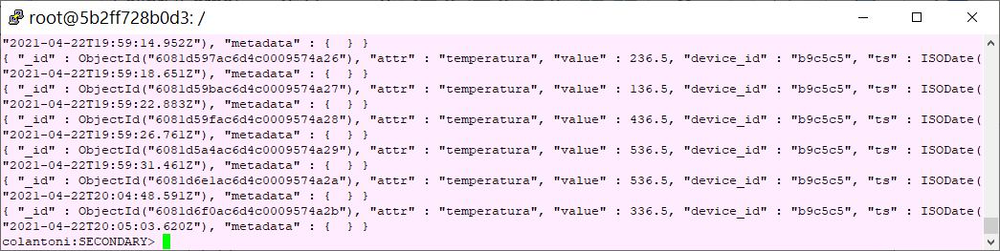 root@5b2ff728b0d3: /
"2021-04-22T19:59:14.952Z"), "metadata" : {  } }
{ "_id" : ObjectId("6081d597ac6d4c0009574a26"), "attr" : "temperatura", "value" : 236.5, "device_id" : "b9c5c5", "ts" : ISODate(
"2021-04-22T19:59:18.651Z"), "metadata" : {  } }
{ "_id" : ObjectId("6081d59bac6d4c0009574a27"), "attr" : "temperatura", "value" : 136.5, "device_id" : "b9c5c5", "ts" : ISODate(
"2021-04-22T19:59:22.883Z"), "metadata" : {  } }
{ "_id" : ObjectId("6081d59fac6d4c0009574a28"), "attr" : "temperatura", "value" : 436.5, "device_id" : "b9c5c5", "ts" : ISODate(
"2021-04-22T19:59:26.761Z"), "metadata" : {  } }
{ "_id" : ObjectId("6081d5a4ac6d4c0009574a29"), "attr" : "temperatura", "value" : 536.5, "device_id" : "b9c5c5", "ts" : ISODate(
"2021-04-22T19:59:31.461Z"), "metadata" : {  } }
{ "_id" : ObjectId("6081d6e1ac6d4c0009574a2a"), "attr" : "temperatura", "value" : 536.5, "device_id" : "b9c5c5", "ts" : ISODate(
"2021-04-22T20:04:48.591Z"), "metadata" : {  } }
{ "_id" : ObjectId("6081d6f0ac6d4c0009574a2b"), "attr" : "temperatura", "value" : 336.5, "device_id" : "b9c5c5", "ts" : ISODate(
"2021-04-22T20:05:03.620Z"), "metadata" : {  } }
colantoni:SECONDARY>